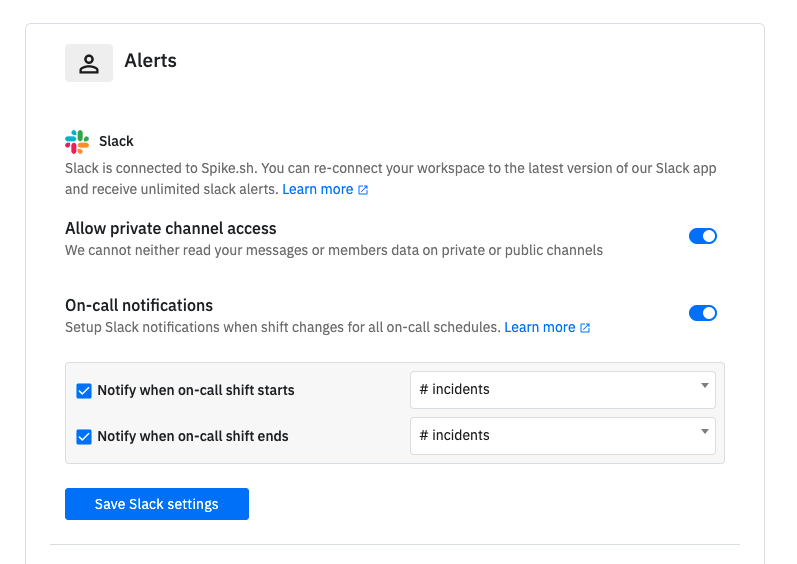 Alerts
Slack
Slack is connected to Spike.sh. You can re-connect your workspace to the latest version of our Slack app
and receive unlimited slack alerts. Learn more
Allow private channel access
We cannot neither read your messages or members data on private or public channels
On-call notifications
Setup Slack notifications when shift changes for all on-call schedules. Learn more
Notify when on-call shift starts
# incidents
Notify when on-call shift ends
# incidents
Save Slack settings